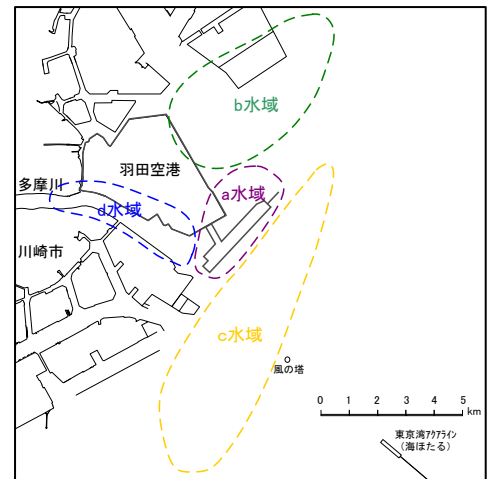 b水域
羽田空港
多摩川
a水域
d水域
川崎市
c水域
風の塔
0 1 2 3 4 5
km
東京湾ｱｸｱﾗｲﾝ
(海ほたる)